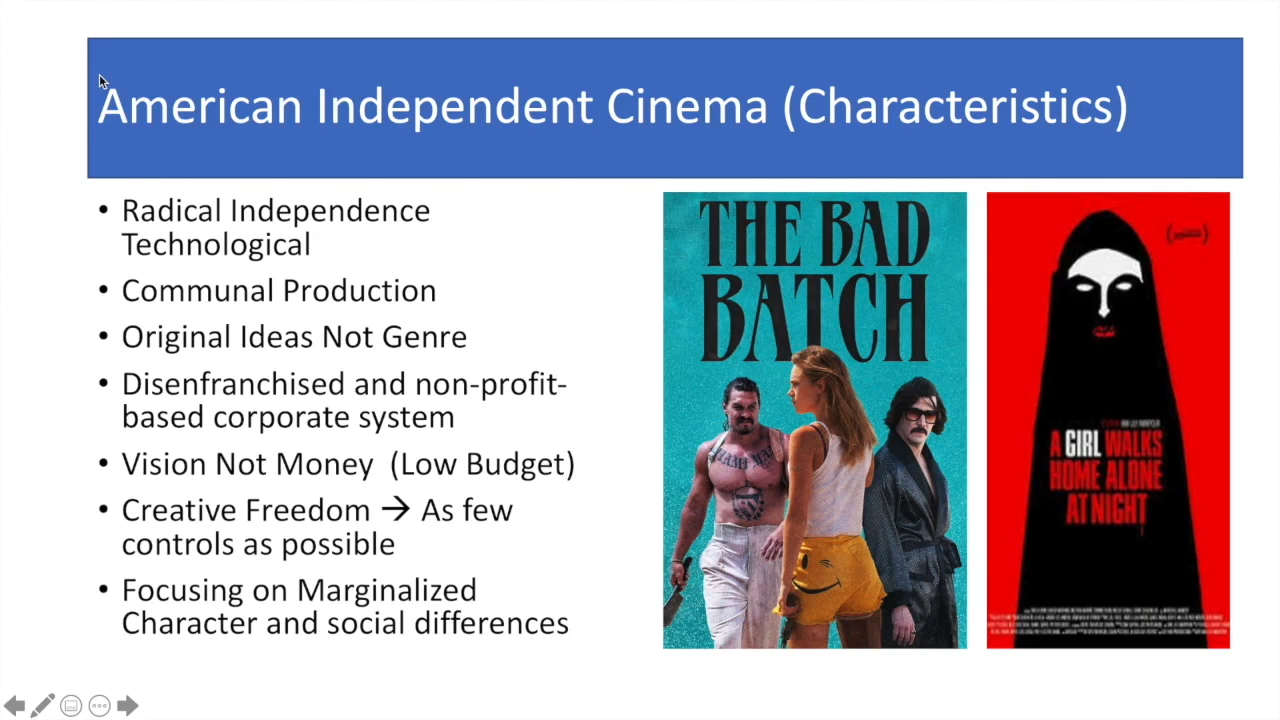 American Independent Cinema (Characteristics)
• Radical Independence
Technological
• Communal Production
• Original Ideas Not Genre
• Disenfranchised and non-profit-
based corporate system
• Vision Not Money (Low Budget)
• Creative Freedom → As few
controls as possible
• Focusing on Marginalized
Character and social differences
THE BAD
BATCH
A GIRL WALKS
HOME ALONE
AT NIGHT